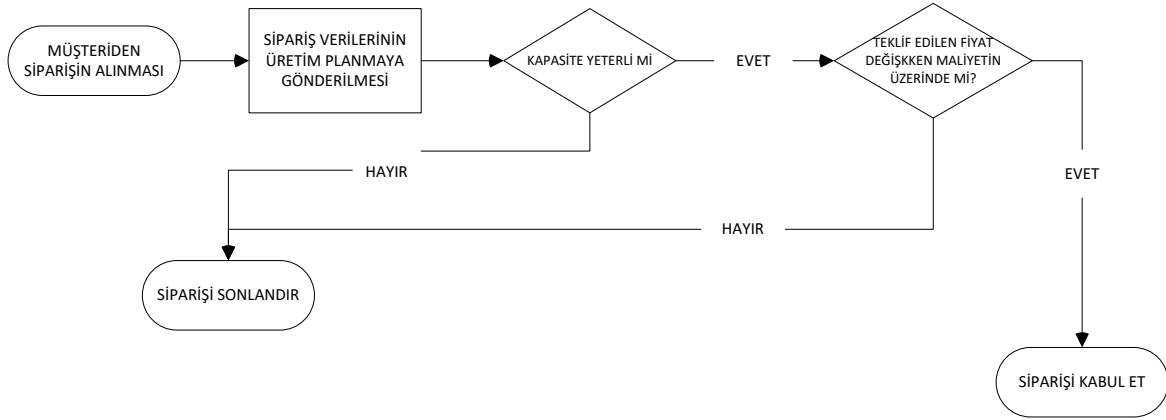 MÜŞTERİDEN
SİPARİŞİN ALINMASI
SİPARİŞ VERİLERİNİN
ÜRETİM PLANMAYA
GÖNDERİLMESİ
KAPASİTE YETERLİ Mİ
EVET
TEKLİF EDİLEN FİYAT
DEĞİŞKKEN MALİYETİN
ÜZERİNDE Mİ?
HAYIR
EVET
HAYIR
SİPARİŞİ SONLANDIR
SİPARİŞİ KABUL ET